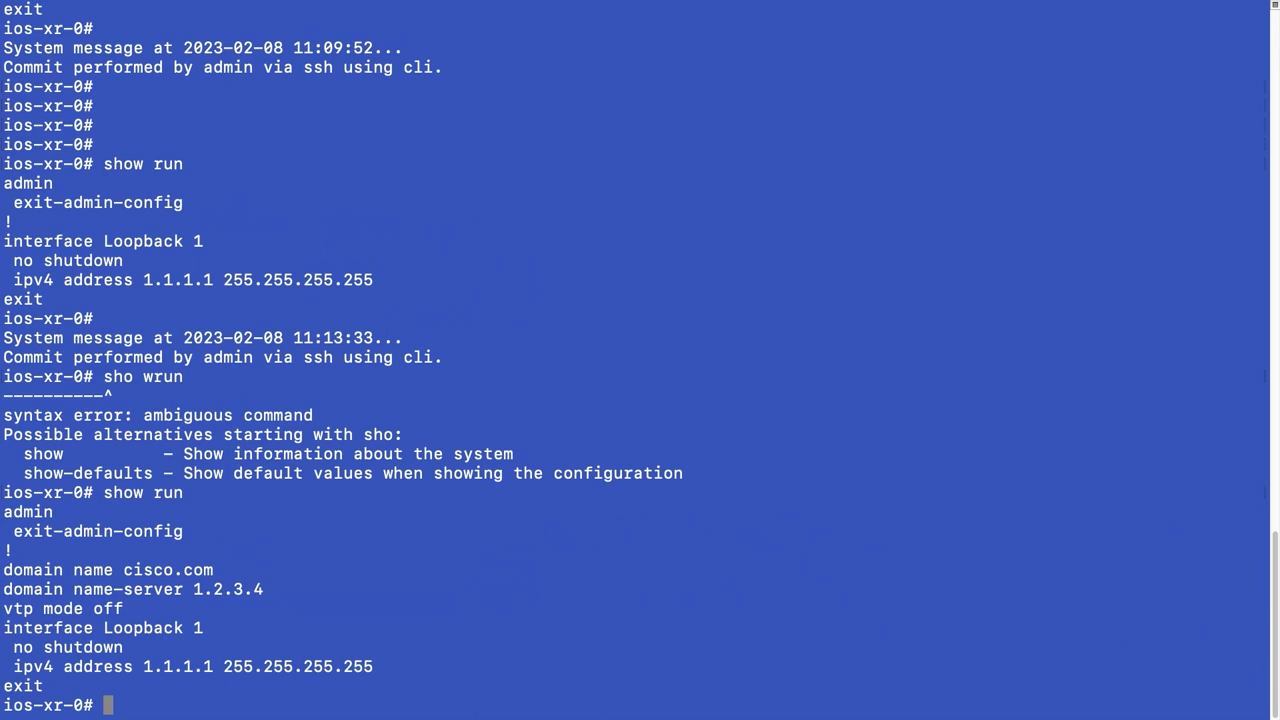 exit
ios-xr-0#
System message at 2023-02-08 11:09:52...
Commit performed by admin via ssh using cli.
ios-xr-0#
ios-xr-0#
ios-xr-0#
ios-xr-0#
ios-xr-0# show run
admin
 exit-admin-config
!
interface Loopback 1
 no shutdown
 ipv4 address 1.1.1.1 255.255.255.255
exit
ios-xr-0#
System message at 2023-02-08 11:13:33...
Commit performed by admin via ssh using cli.
ios-xr-0# sho wrun
----------^
syntax error: ambiguous command
Possible alternatives starting with sho:
  show          - Show information about the system
  show-defaults - Show default values when showing the configuration
ios-xr-0# show run
admin
 exit-admin-config
!
domain name cisco.com
domain name-server 1.2.3.4
vtp mode off
interface Loopback 1
 no shutdown
 ipv4 address 1.1.1.1 255.255.255.255
exit
ios-xr-0#